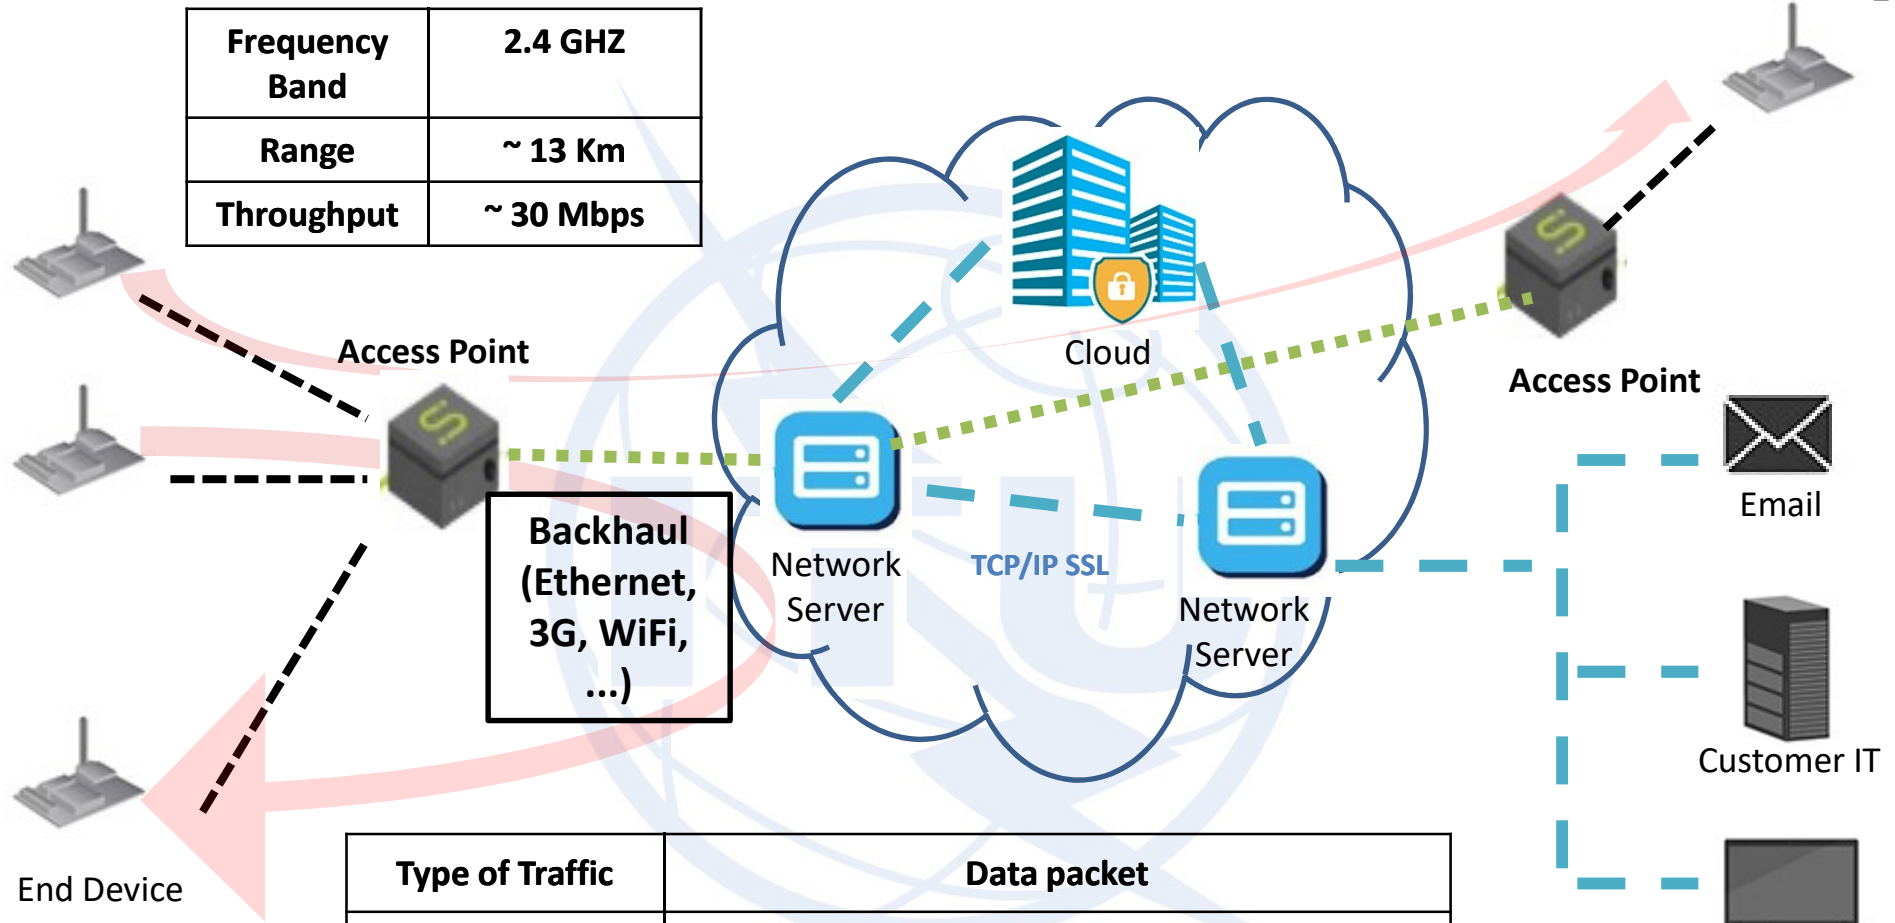 Frequency Band
2.4 GHZ
Range
~ 13 Km
Throughput
~ 30 Mbps
Access Point
Cloud
Access Point
Backhaul
(Ethernet,
3G, WiFi,
...)
Network
Server
TCP/IP SSL
Network
Server
Email
Customer IT
End Device
Type of Traffic
Data packet
ITU